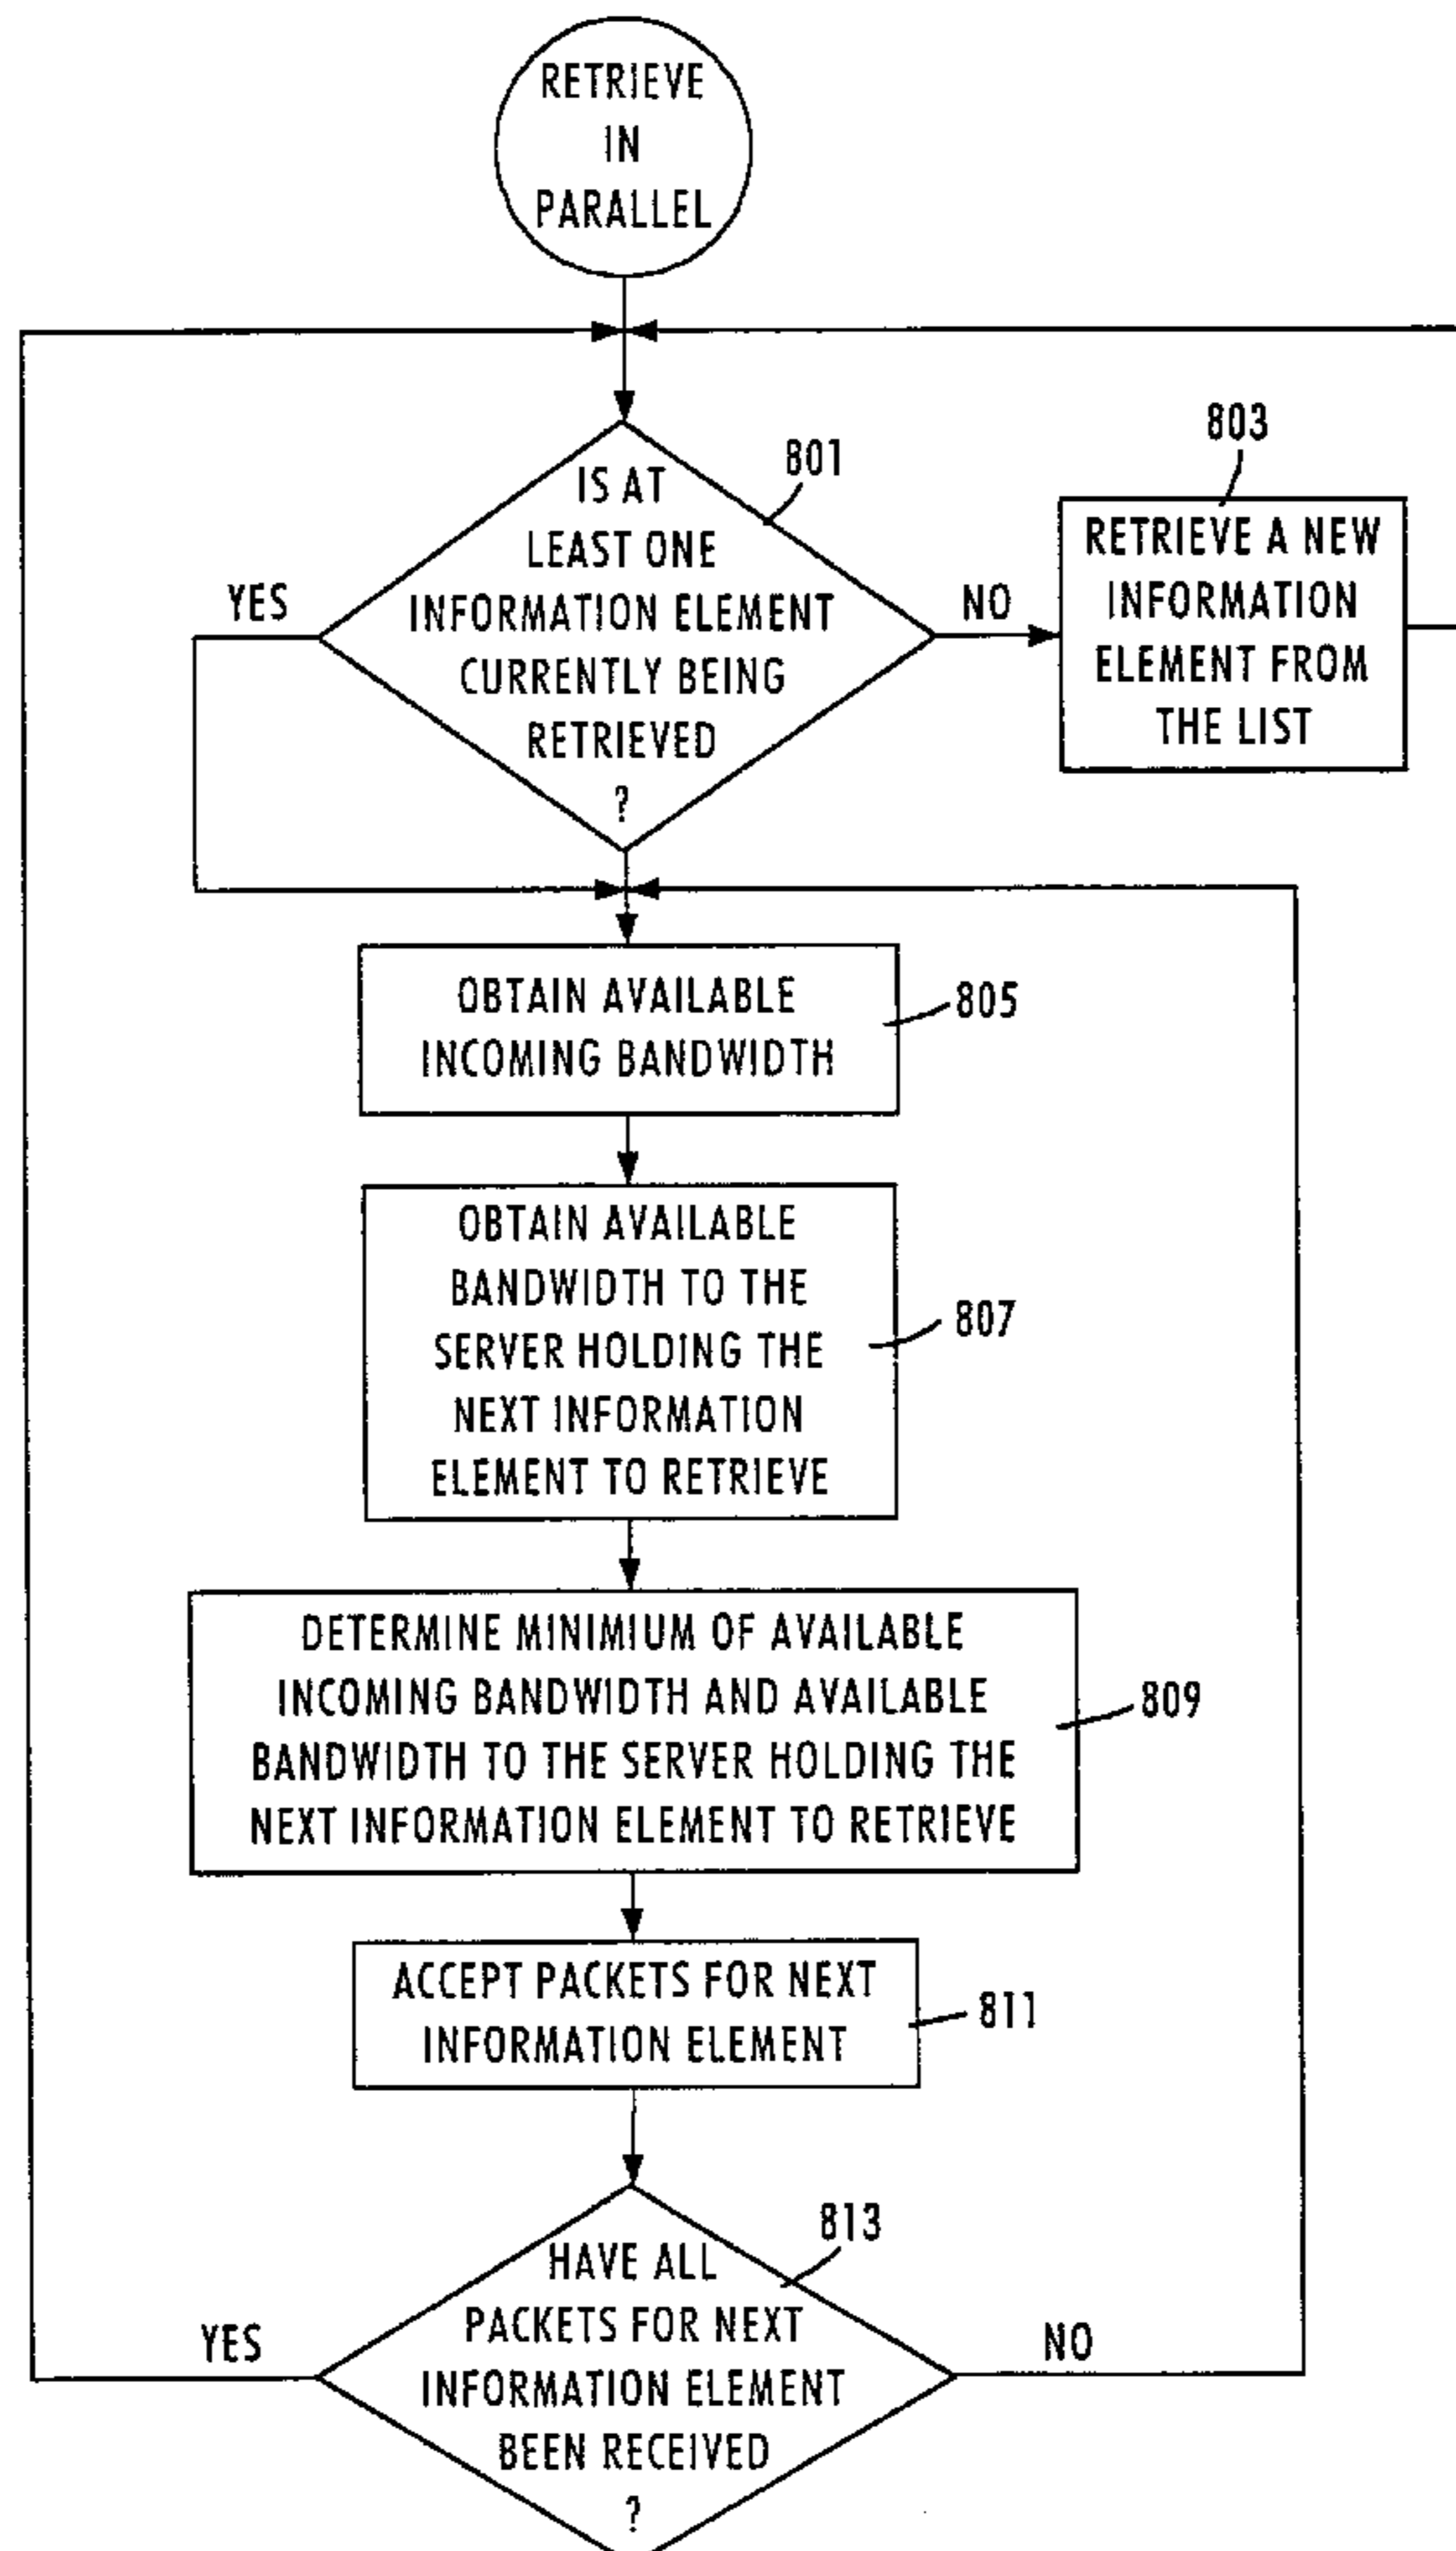 RETRIEVE
IN
PARALLEL
801
IS AT
LEAST ONE
INFORMATION ELEMENT
CURRENTLY BEING
RETRIEVED
?
YES
NO
803
RETRIEVE A NEW
INFORMATION
ELEMENT FROM
THE LIST
OBTAIN AVAILABLE
INCOMING BANDWIDTH
805
OBTAIN AVAILABLE
BANDWIDTH TO THE
SERVER HOLDING THE
NEXT INFORMATION
ELEMENT TO RETRIEVE
807
DETERMINE MINIMIUM OF AVAILABLE
INCOMING BANDWIDTH AND AVAILABLE
BANDWIDTH TO THE SERVER HOLDING THE
NEXT INFORMATION ELEMENT TO RETRIEVE
809
ACCEPT PACKETS FOR NEXT
INFORMATION ELEMENT
811
813
HAVE ALL
PACKETS FOR NEXT
INFORMATION ELEMENT
BEEN RECEIVED
?
YES
NO